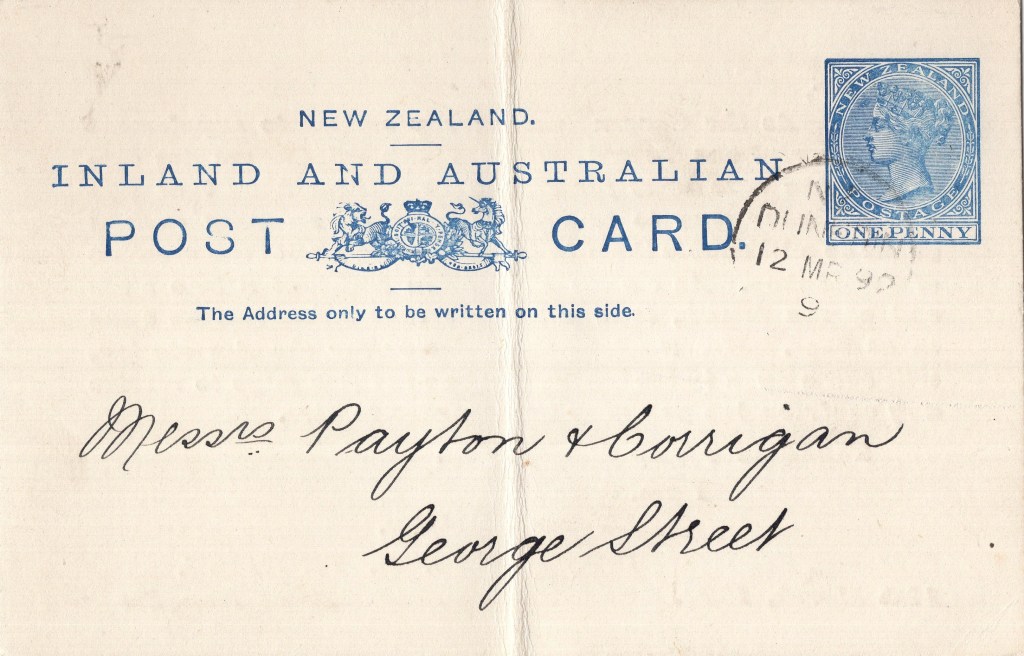 NEW ZEALAND.
INLAND AND AUSTRALIAN
POST CARD.
The Address only to be written on this side.
NEW ZEALAND
POSTAGE
ONE PENNY
12 MR 92
9
Messrs Payton & Corrigan
George Street